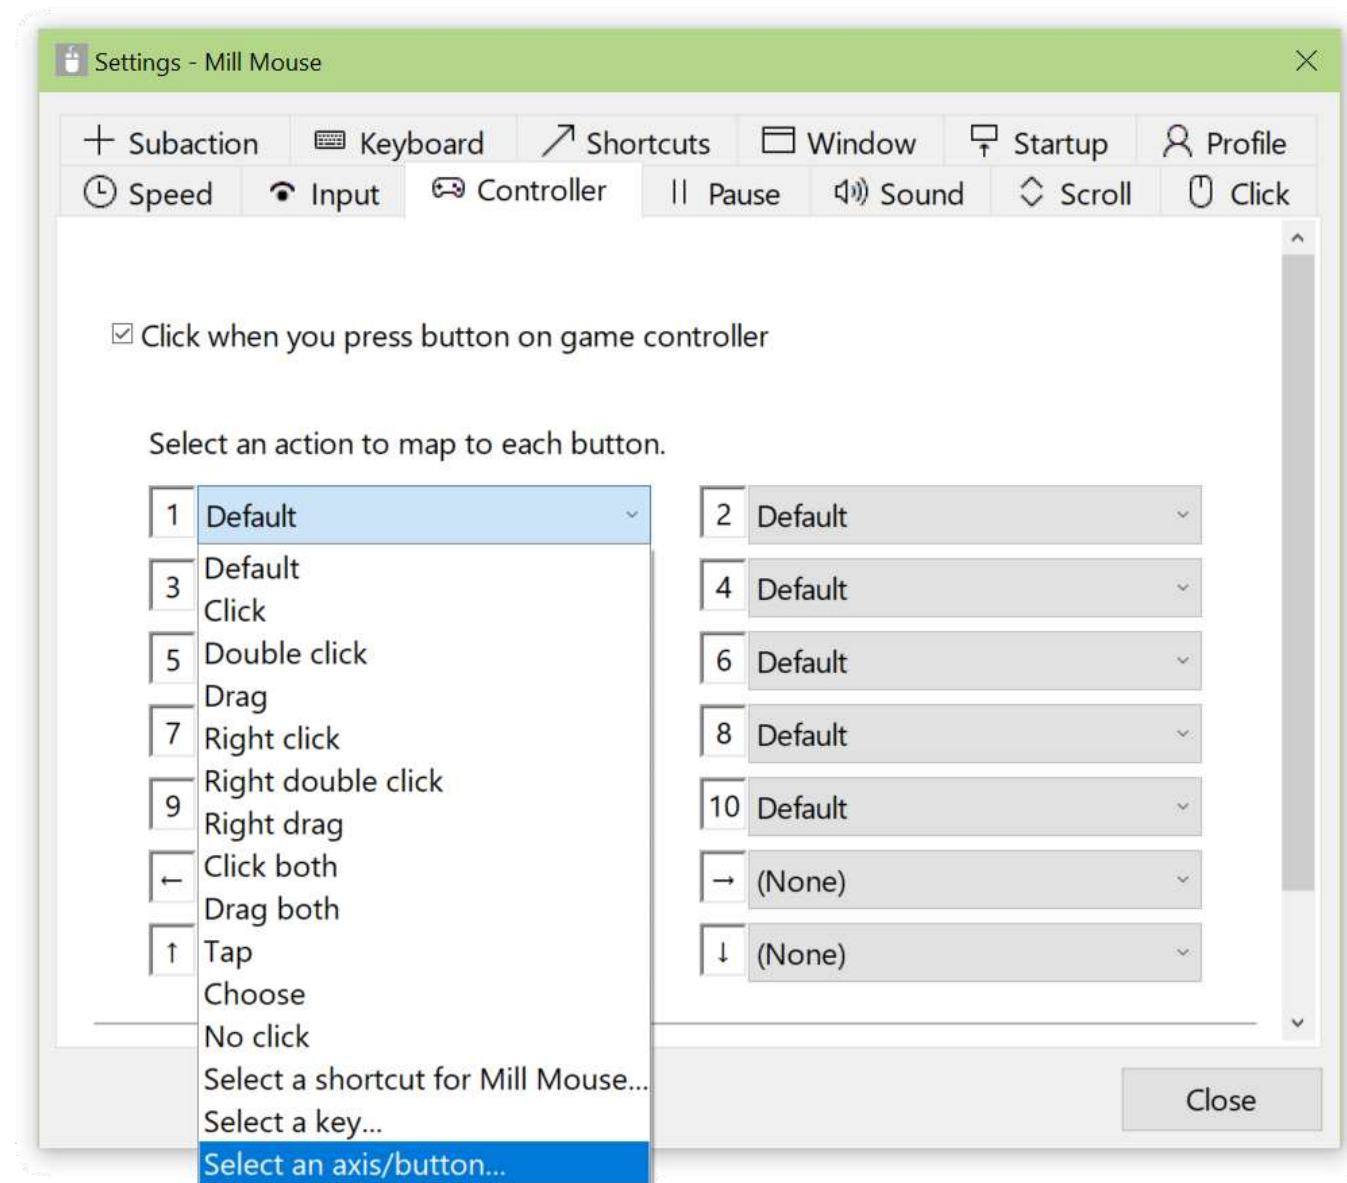 Settings - Mill Mouse
Subaction Keyboard Shortcuts Window Startup Profile
Speed Input Controller Pause Sound Scroll Click
Click when you press button on game controller
Select an action to map to each button.
1 Default 2 Default
3 Default 4 Default
Click
5 Double click 6 Default
Drag
7 Right click 8 Default
Right double click
9 Right drag 10 Default
Click both
← Drag both → (None)
↑ Tap ↓ (None)
Choose
No click
Select a shortcut for Mill Mouse...
Select a key...
Close
Select an axis/button...